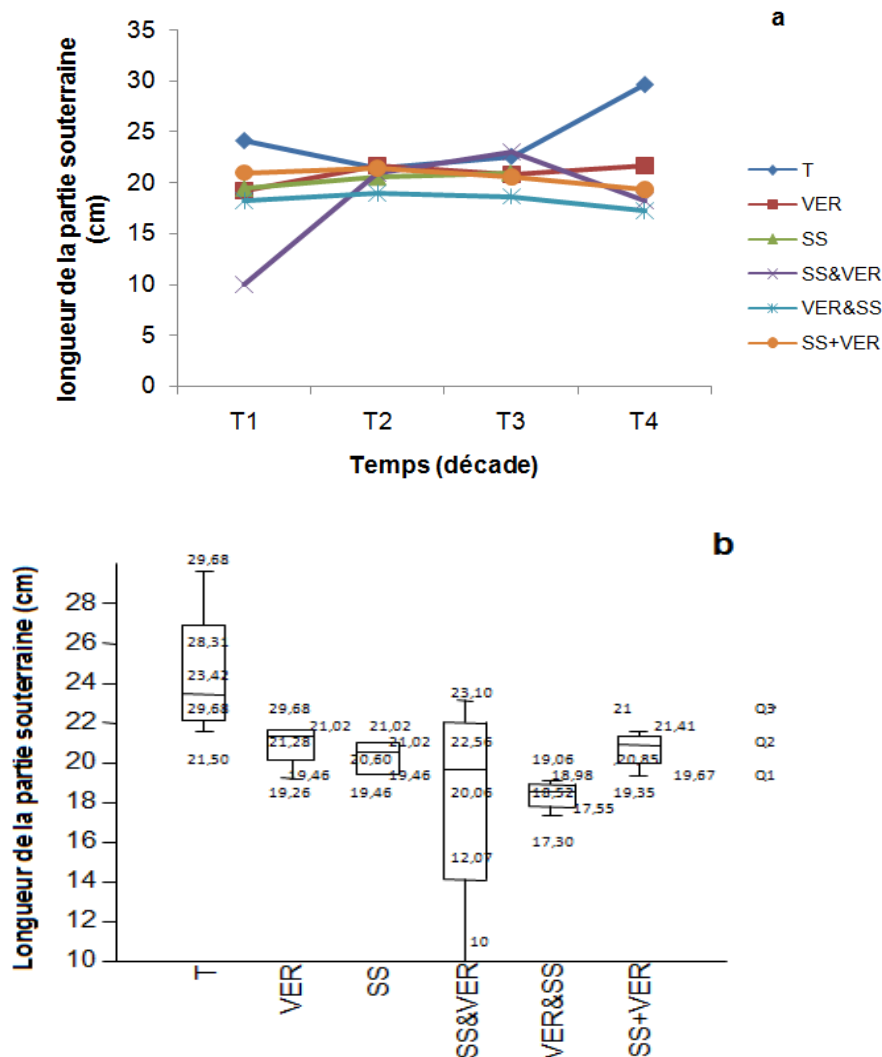 a
longueur de la partie souterraine
(cm)
35
30
25
20
15
10
5
0
T1 T2 T3 T4
Temps (décade)
T
VER
SS
SS&VER
VER&SS
SS+VER
b
Longueur de la partie souterraine (cm)
28
26
24
22
20
18
16
14
12
10
29,68
28,31
23,42
29,68
21,50
29,68
21,02
21,28
19,46
19,26
21,02
21,02
20,60
19,46
19,46
23,10
22,56
20,06
12,07
10
19,06
18,98
18,52
17,55
17,30
21
21,41
20,85
19,67
19,35
Q3
Q2
Q1
T
VER
SS
SS&VER
VER&SS
SS+VER